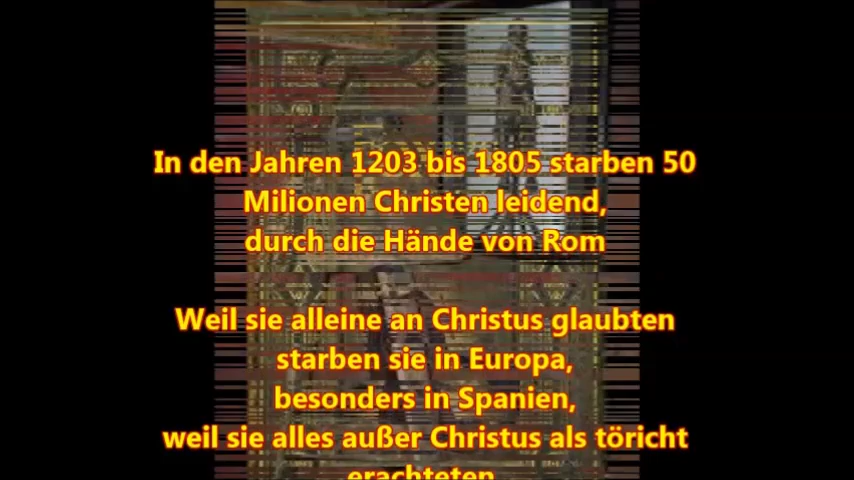 In den Jahren 1203 bis 1805 starben 50
Milionen Christen leidend,
durch die Hände von Rom
Weil sie alleine an Christus glaubten
starben sie in Europa,
besonders in Spanien,
weil sie alles außer Christus als töricht
erachteten